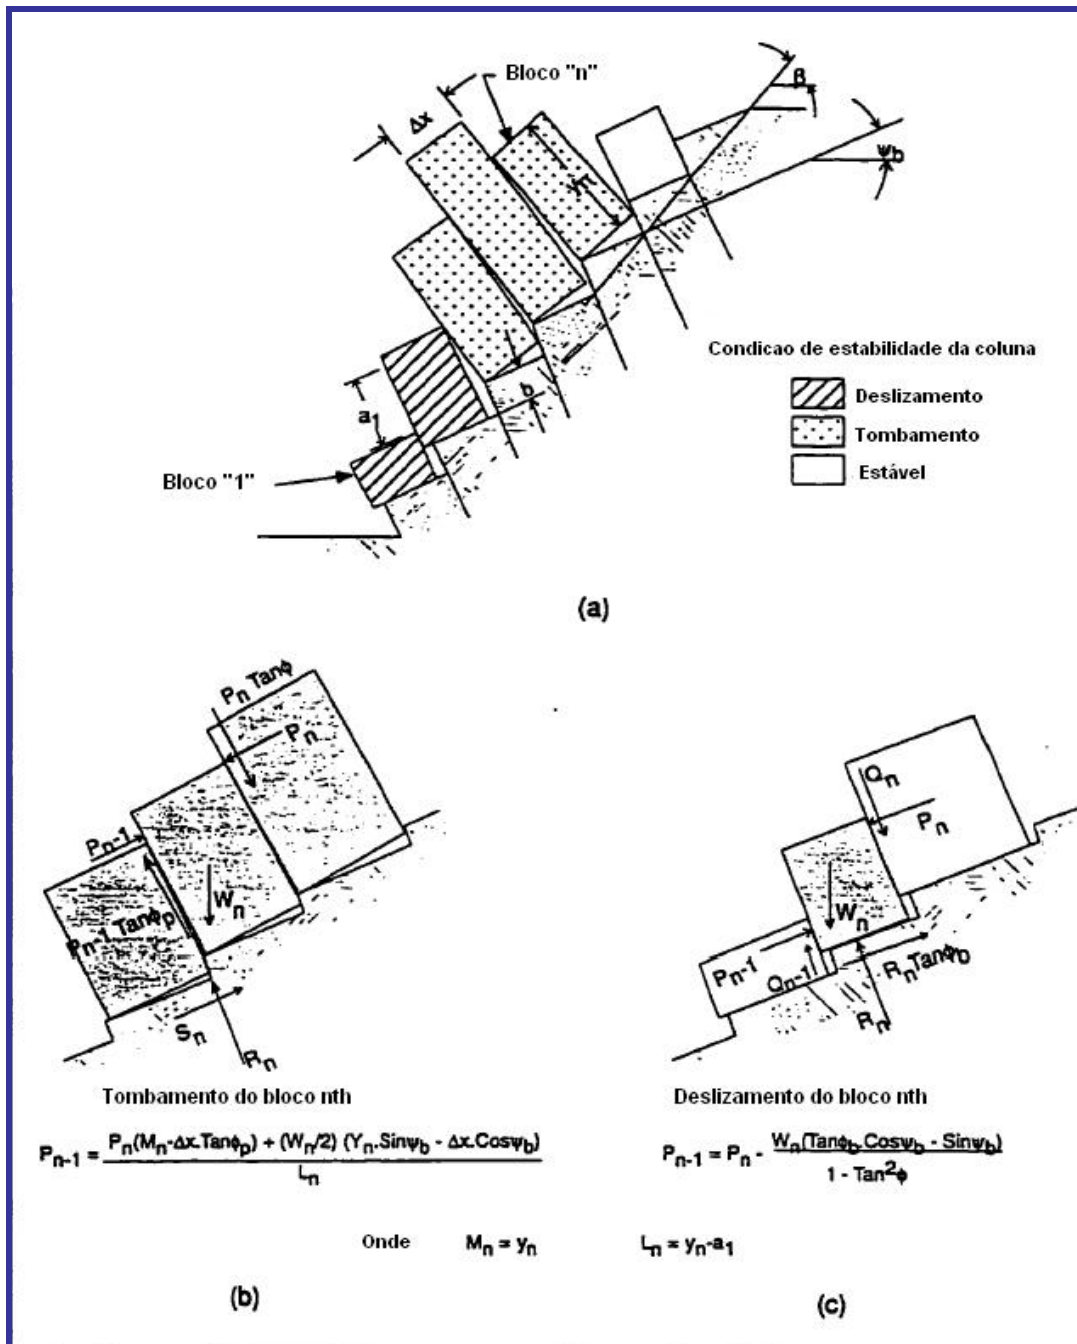 Bloco "n"
β
Δx
ψb
yn
Condicao de estabilidade da coluna
Deslizamento
Tombamento
Estável
a1
b
Bloco "1"
(a)
Pn Tanϕ
Pn
Pn-1
Wn
Pn-1 Tanϕp
Sn
Rn
Qn
Pn
Wn
Pn-1
Qn-1
RnTanϕb
Rn
Tombamento do bloco nth
Deslizamento do bloco nth
Pn-1 = Pn(Mn-Δx.Tanϕp) + (Wn/2) (Yn.Sinψb - Δx.Cosψb) / Ln
Pn-1 = Pn - Wn(Tanϕb.Cosψb - Sinψb) / 1 - Tan²ϕ
Onde Mn = yn Ln = yn-a1
(b)
(c)